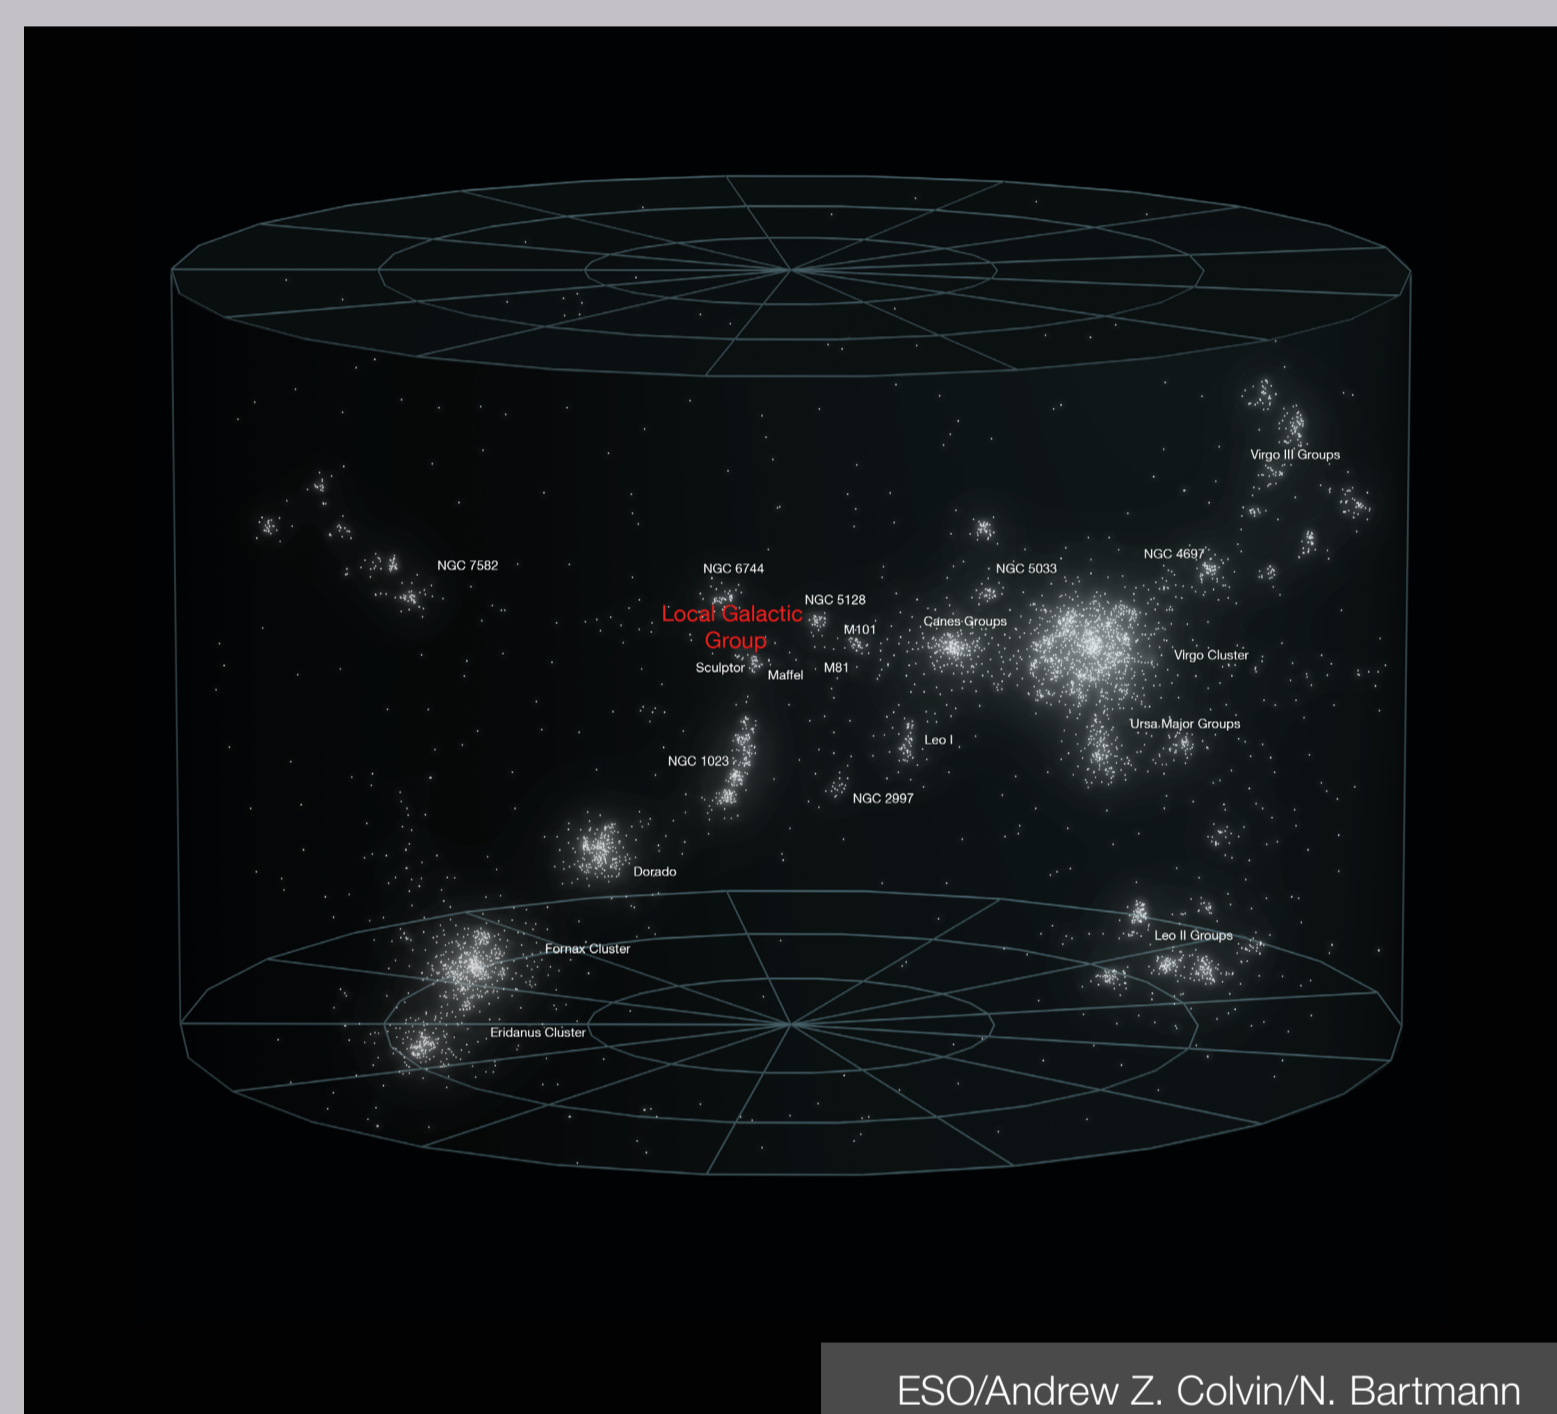 Virgo III Groups
NGC 4697
NGC 7582
NGC 6744
NGC 5033
NGC 5128
Local Galactic
Group
Canes Groups
M101
Virgo Cluster
Sculptor
Maffel
M81
Ursa Major Groups
Leo I
NGC 1023
NGC 2997
Dorado
Leo II Groups
Fornax Cluster
Eridanus Cluster
ESO/Andrew Z. Colvin/N. Bartmann